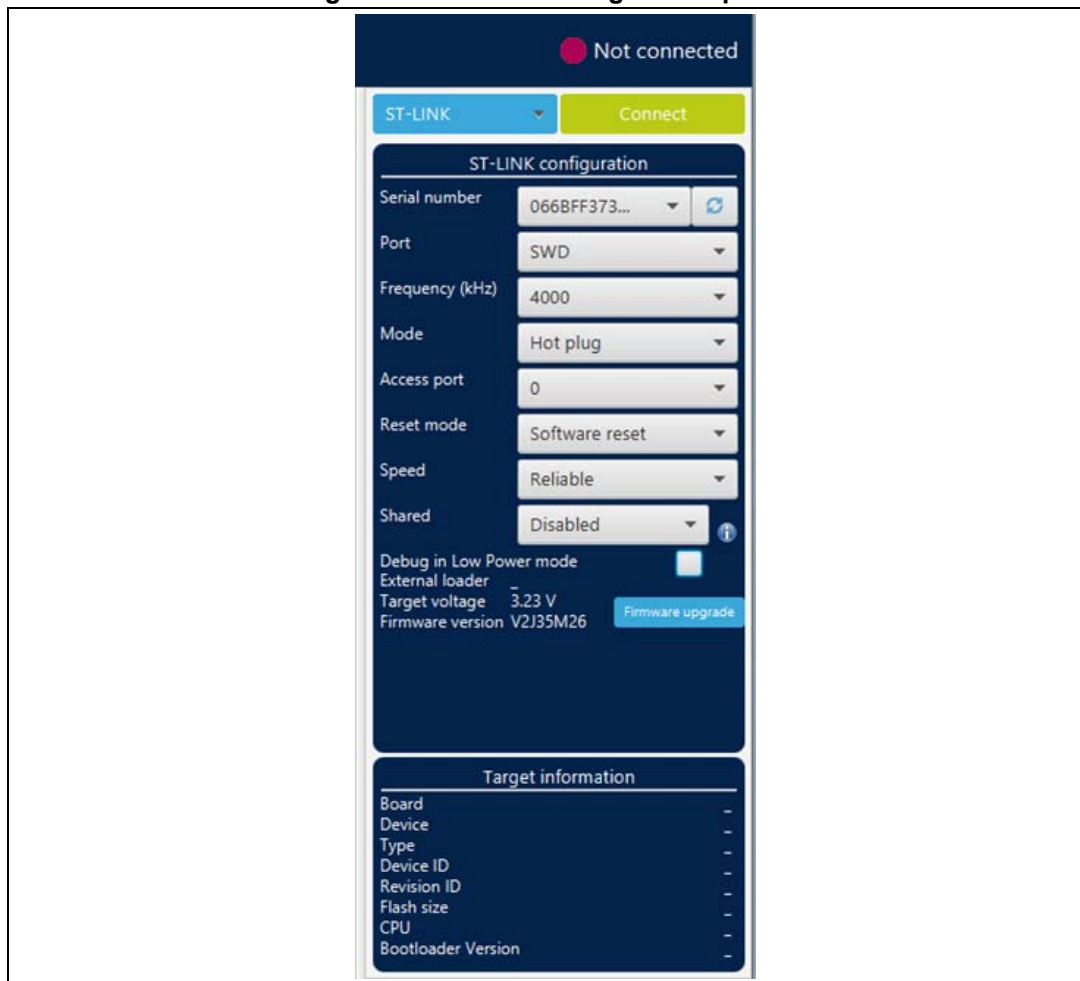 Not connected
ST-LINK Connect
ST-LINK configuration
Serial number 066BFF373...
Port SWD
Frequency (kHz) 4000
Mode Hot plug
Access port 0
Reset mode Software reset
Speed Reliable
Shared Disabled
Debug in Low Power mode
External loader _
Target voltage 3.23 V
Firmware version V2J35M26 Firmware upgrade
Target information
Board _
Device _
Type _
Device ID _
Revision ID _
Flash size _
CPU _
Bootloader Version _